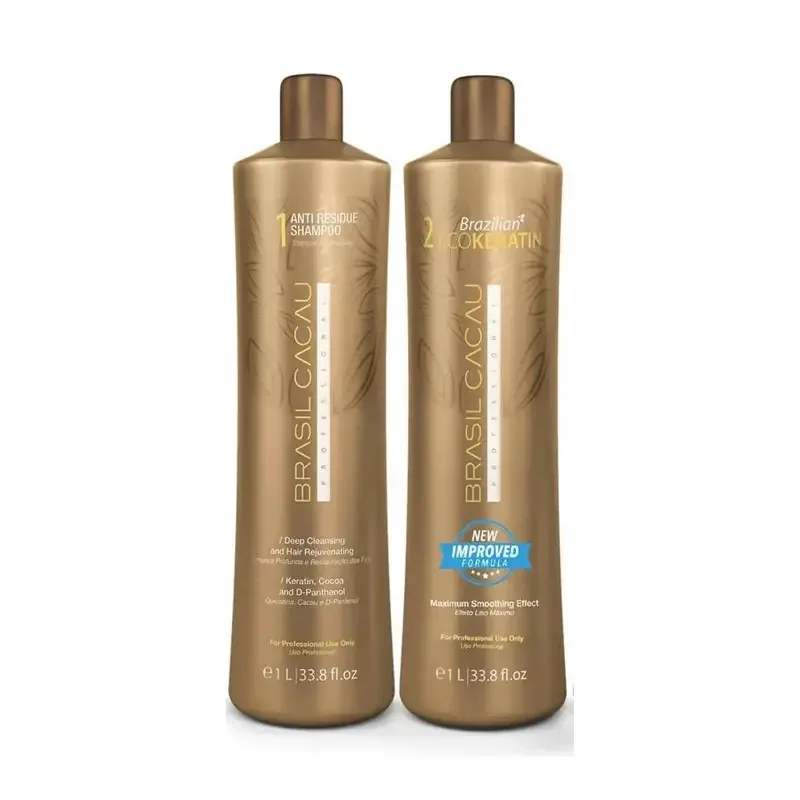 1 ANTI RESIDUE
SHAMPOO
BRASIL CACAU
PROFESSIONAL
/ Deep Cleansing
and Hair Rejuvenating
/ Keratin, Cocoa
and D-Panthenol
Queratina, Cacau e D-Pantenol
For Professional Use Only
Uso Profissional
e1 L|33.8 fl.oz
2 Brazilian
ECOKERATIN
BRASIL CACAU
PROFESSIONAL
NEW
IMPROVED
FORMULA
Maximum Smoothing Effect
Efeito Liso Máximo
For Professional Use Only
Uso Profissional
e1 L|33.8 fl.oz